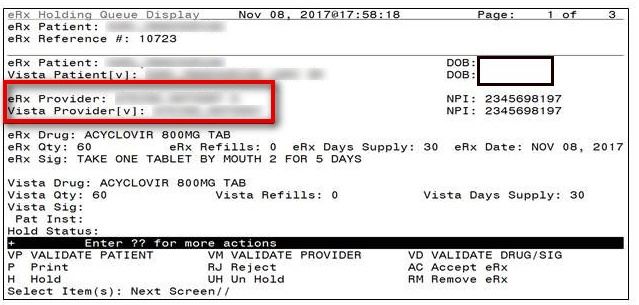 eRx Holding Queue Display Nov 08, 2017@17:58:18 Page: 1 of 3
eRx Patient:
eRx Reference #: 10723
eRx Patient: DOB:
Vista Patient[v]: DOB:
eRx Provider: NPI: 2345698197
Vista Provider[v]: NPI: 2345698197
eRx Drug: ACYCLOVIR 800MG TAB
eRx Qty: 60 eRx Refills: 0 eRx Days Supply: 30 eRx Date: NOV 08, 2017
eRx Sig: TAKE ONE TABLET BY MOUTH 2 FOR 5 DAYS
Vista Drug: ACYCLOVIR 800MG TAB
Vista Qty: 60 Vista Refills: 0 Vista Days Supply: 30
Vista Sig:
Pat Inst:
Hold Status:
+ Enter ?? for more actions
VP VALIDATE PATIENT VM VALIDATE PROVIDER VD VALIDATE DRUG/SIG
P Print RJ Reject AC Accept eRx
H Hold UH Un Hold RM Remove eRx
Select Item(s): Next Screen//